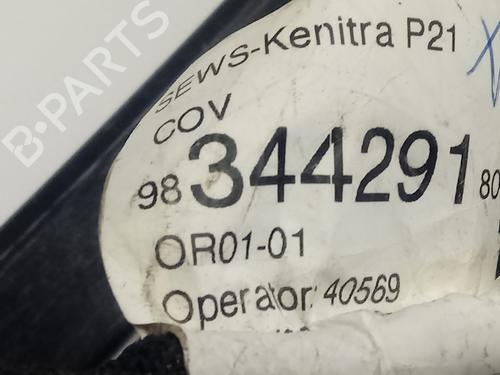 B-PARTS
SEWS-Kenitra P21
COV
98 344291 80
OR01-01
Operator: 40569